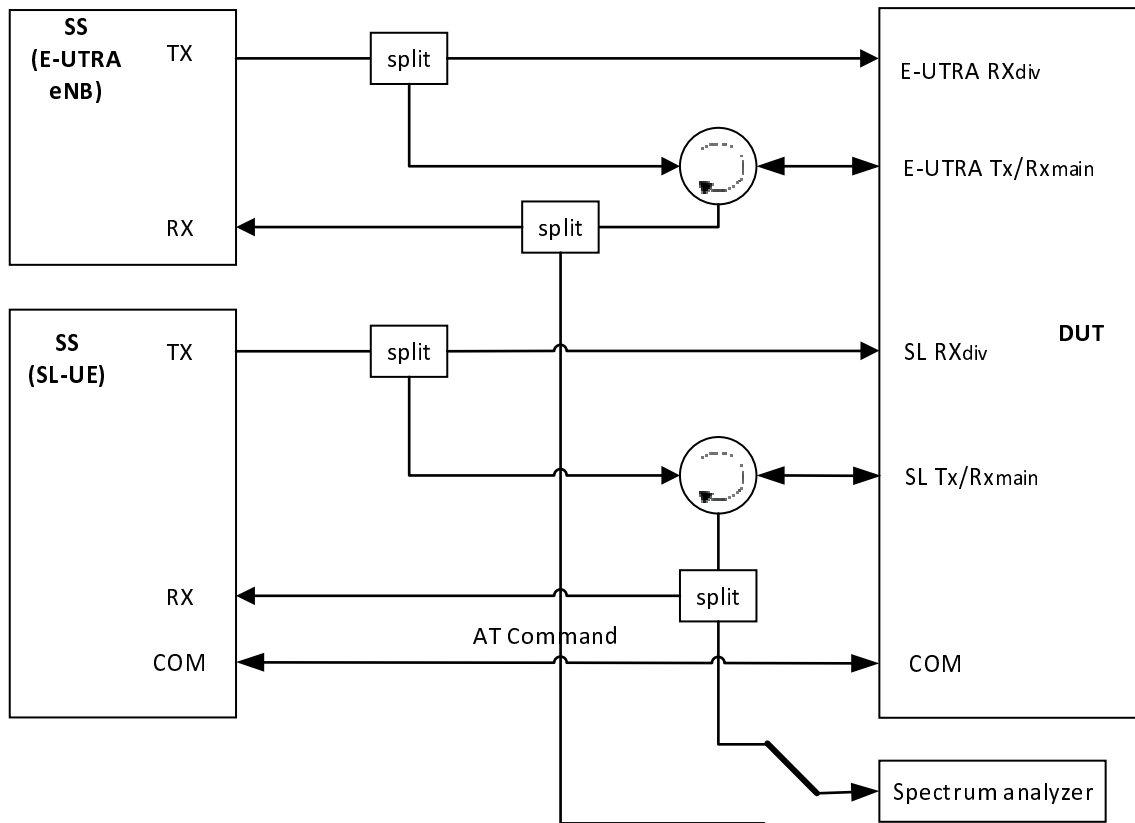 SS
(E-UTRA
eNB)
TX
split
E-UTRA RXdiv
E-UTRA Tx/Rxmain
RX
split
SS
(SL-UE)
TX
split
SL RXdiv
DUT
SL Tx/Rxmain
RX
split
AT Command
COM
COM
Spectrum analyzer